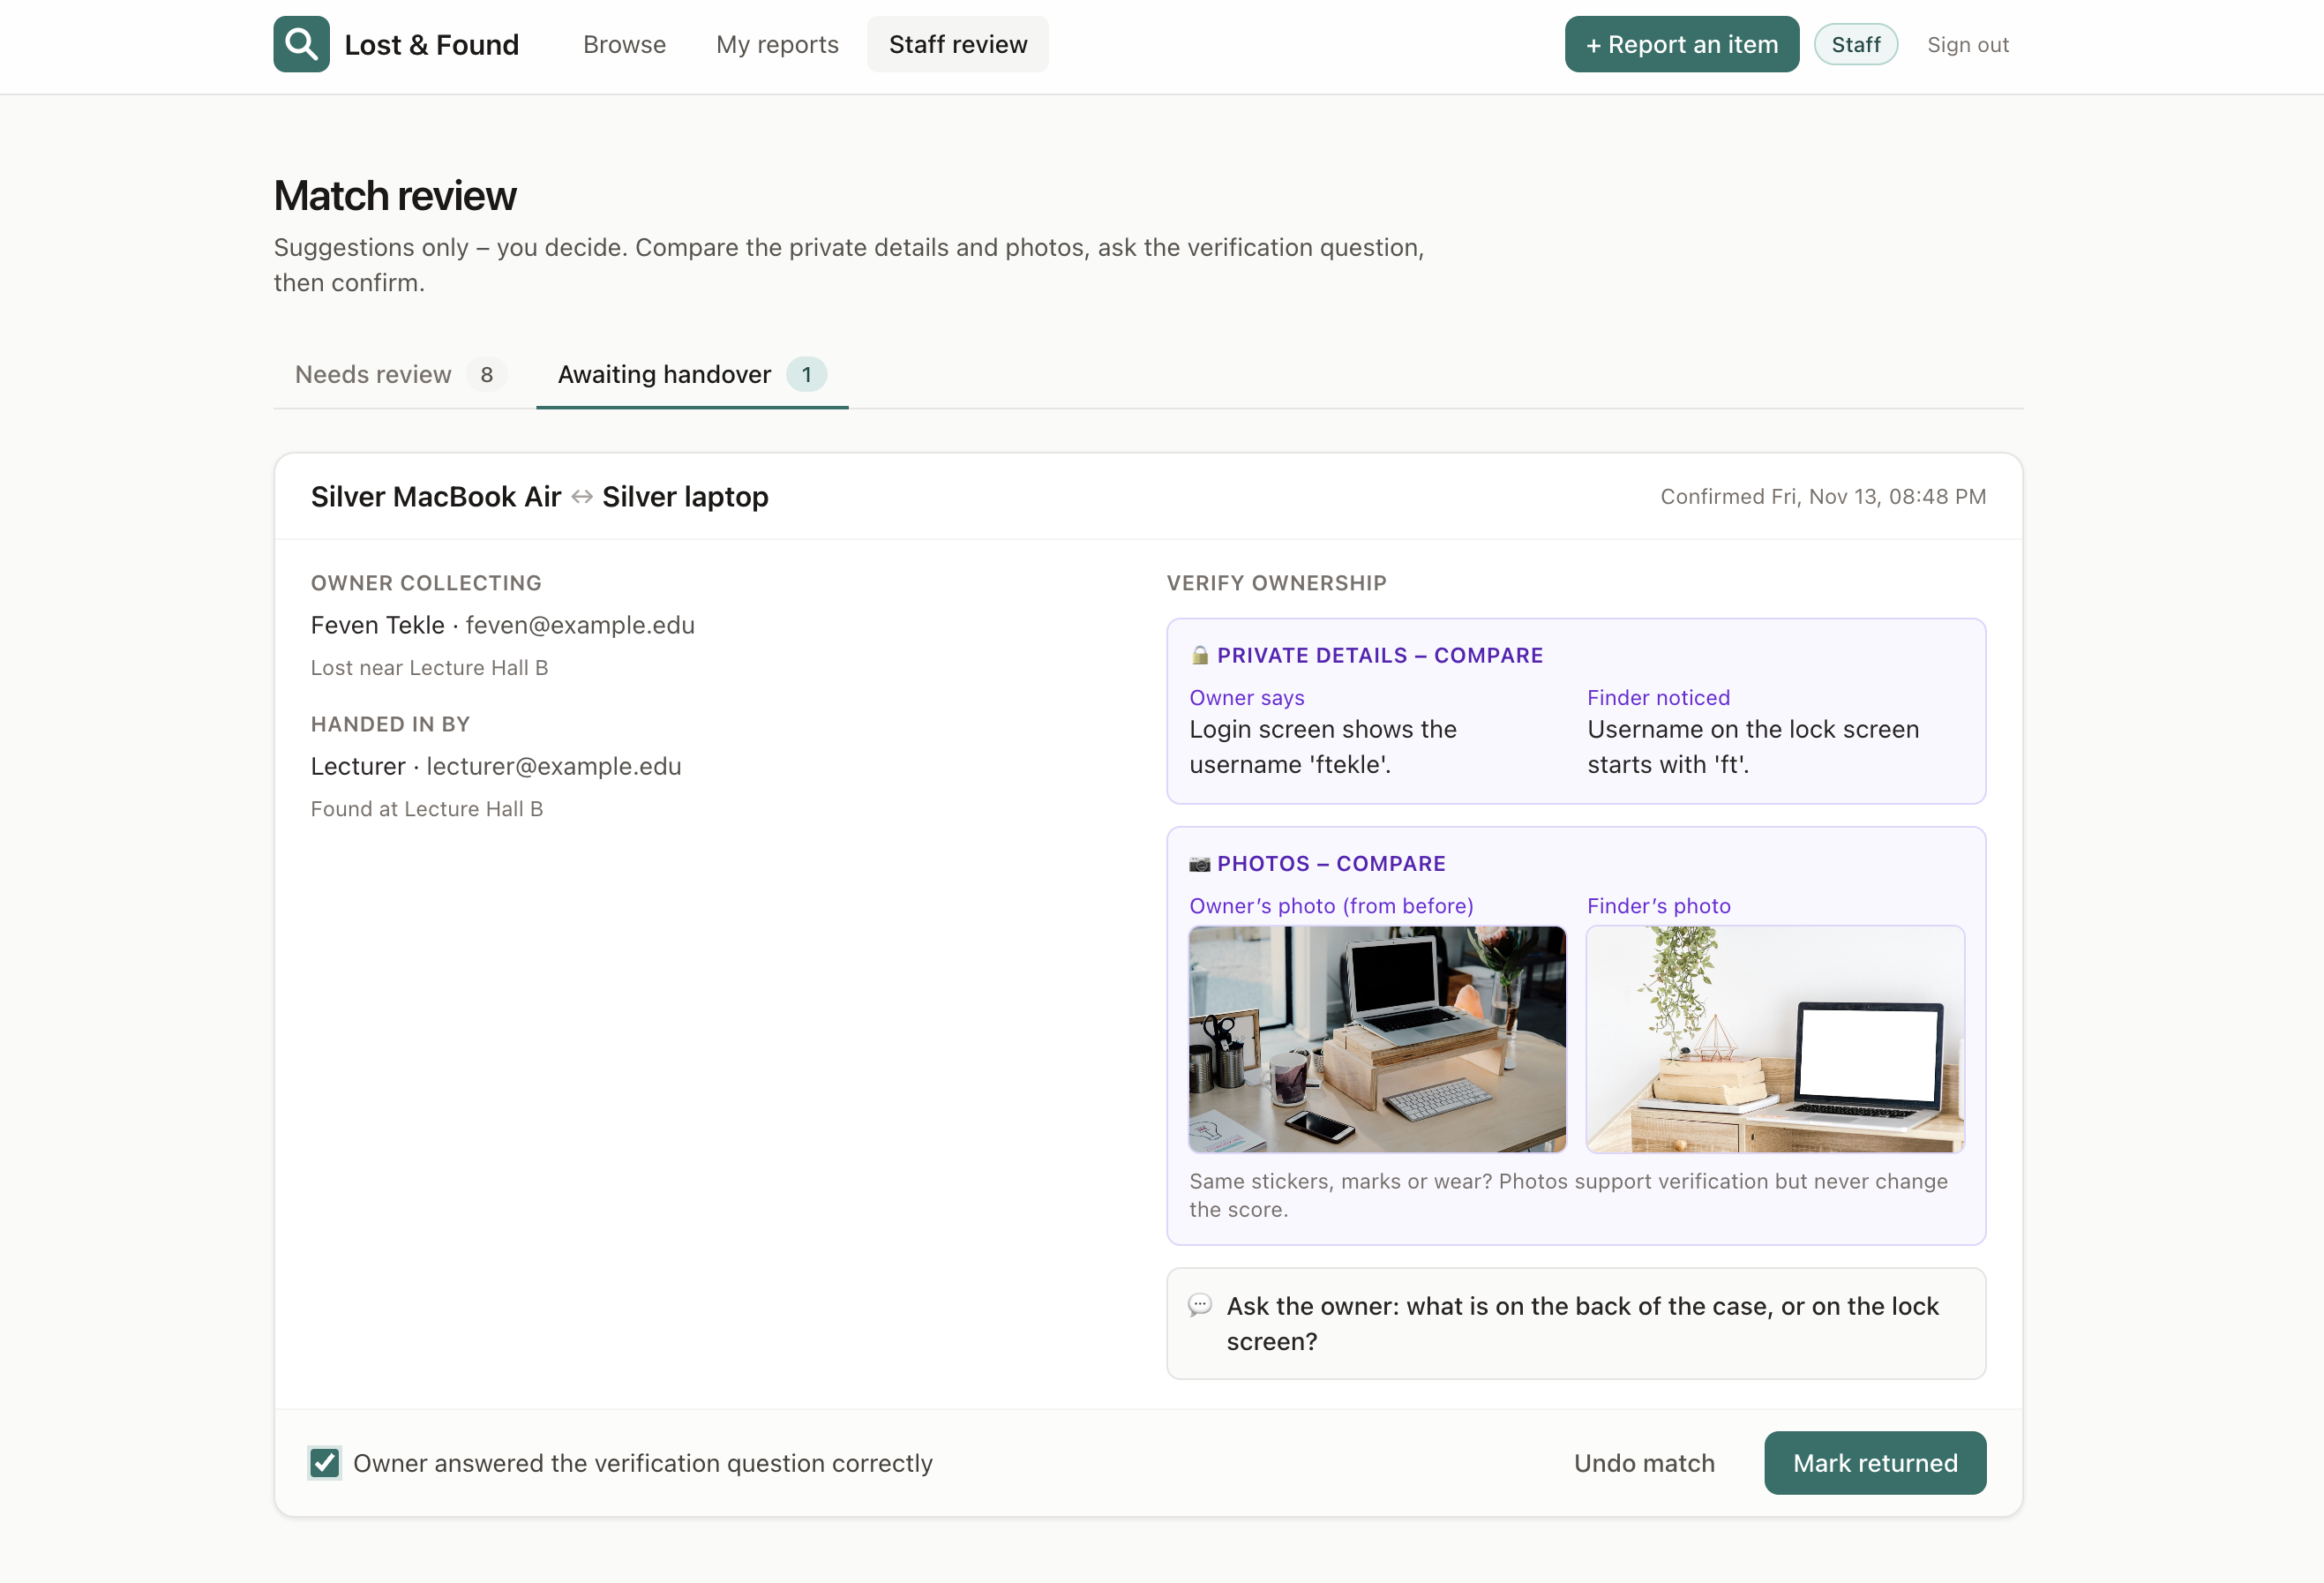 Lost & Found
Browse
My reports
Staff review
+ Report an item
Staff
Sign out
Match review
Suggestions only – you decide. Compare the private details and photos, ask the verification question,
then confirm.
Needs review 8
Awaiting handover 1
Silver MacBook Air ↔ Silver laptop
Confirmed Fri, Nov 13, 08:48 PM
OWNER COLLECTING
Feven Tekle · feven@example.edu
Lost near Lecture Hall B
HANDED IN BY
Lecturer · lecturer@example.edu
Found at Lecture Hall B
VERIFY OWNERSHIP
🔒 PRIVATE DETAILS – COMPARE
Owner says
Login screen shows the
username 'ftekle'.
Finder noticed
Username on the lock screen
starts with 'ft'.
📷 PHOTOS – COMPARE
Owner’s photo (from before)
Finder’s photo
Same stickers, marks or wear? Photos support verification but never change
the score.
💬 Ask the owner: what is on the back of the case, or on the lock
screen?
Owner answered the verification question correctly
Undo match
Mark returned